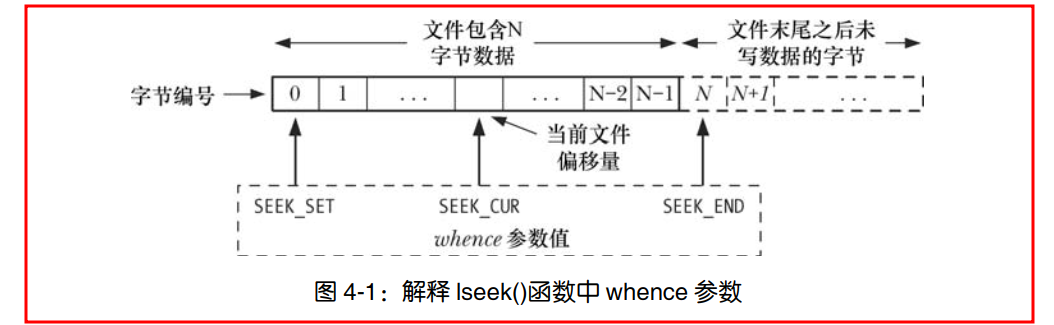 文件包含N
字节数据
文件末尾之后未
写数据的字节
字节编号
0 1 ... ... N-2 N-1 N N+1 ...
当前文件
偏移量
SEEK_SET SEEK_CUR SEEK_END
whence 参数值
图 4-1：解释 lseek()函数中 whence 参数